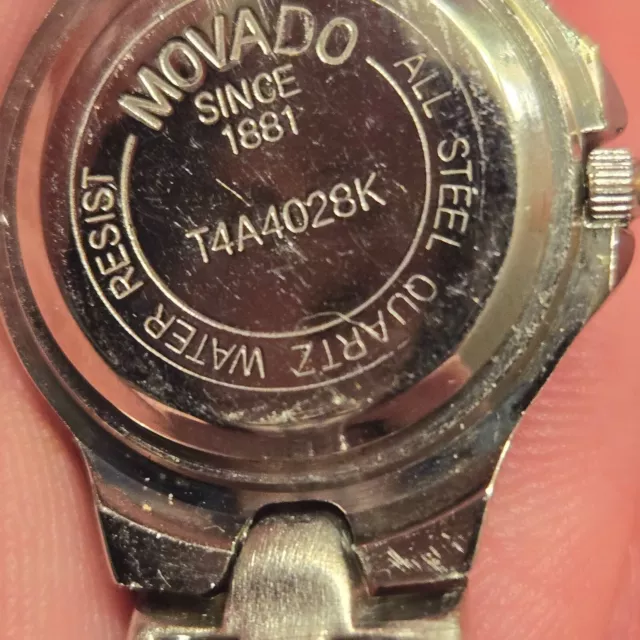 MOVADO
SINCE
1881
T4A4028K
ALL STEEL QUARTZ WATER RESIST